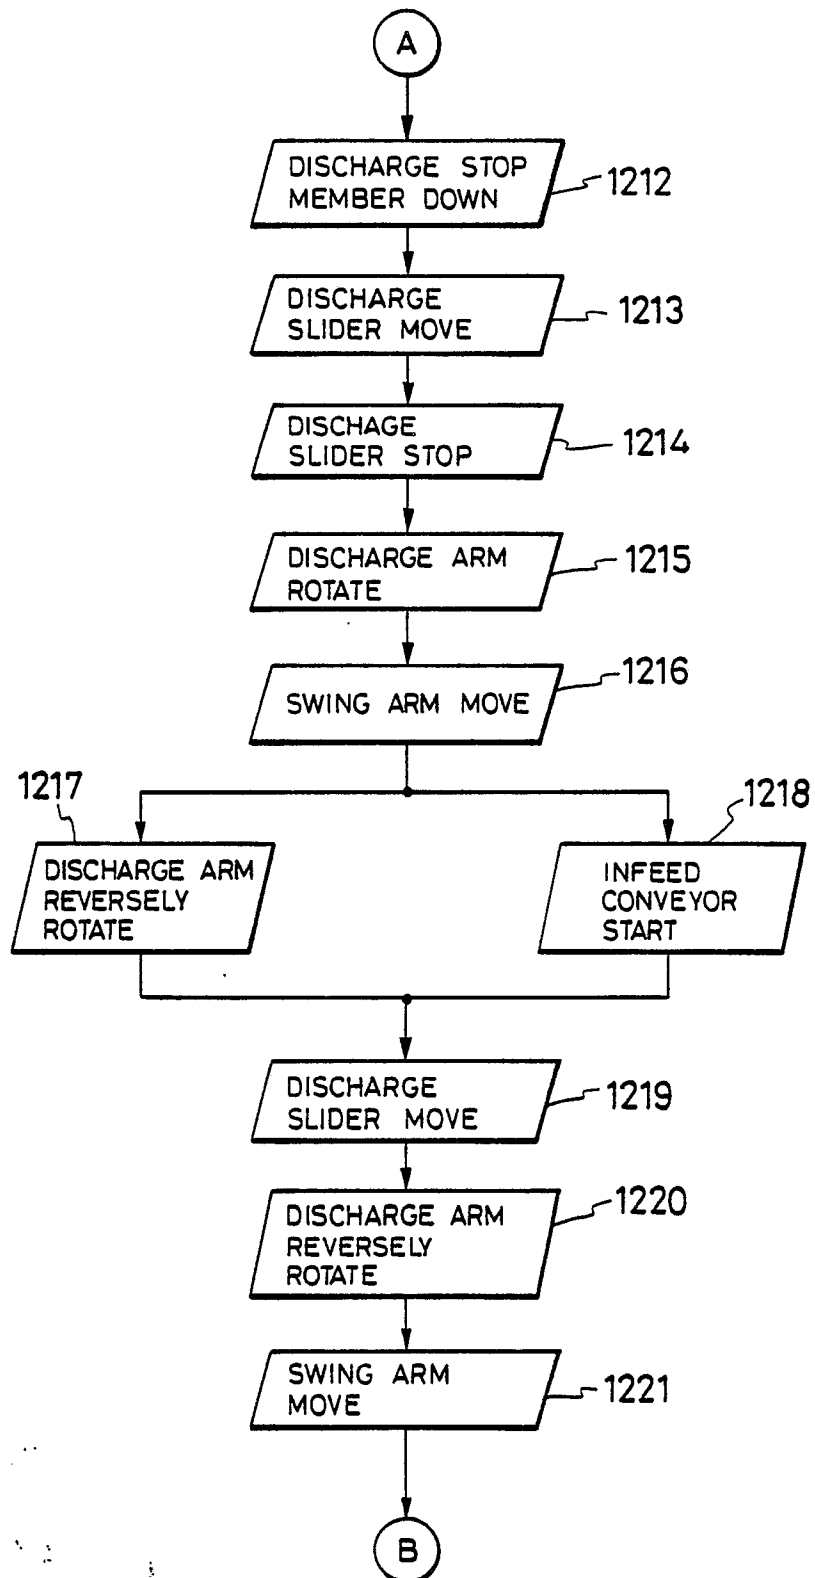 A
DISCHARGE STOP
MEMBER DOWN
1212
DISCHARGE
SLIDER MOVE
1213
DISCHAGE
SLIDER STOP
1214
DISCHARGE ARM
ROTATE
1215
SWING ARM MOVE
1216
1217
DISCHARGE ARM
REVERSELY
ROTATE
1218
INFEED
CONVEYOR
START
DISCHARGE
SLIDER MOVE
1219
DISCHARGE ARM
REVERSELY
ROTATE
1220
SWING ARM
MOVE
1221
B